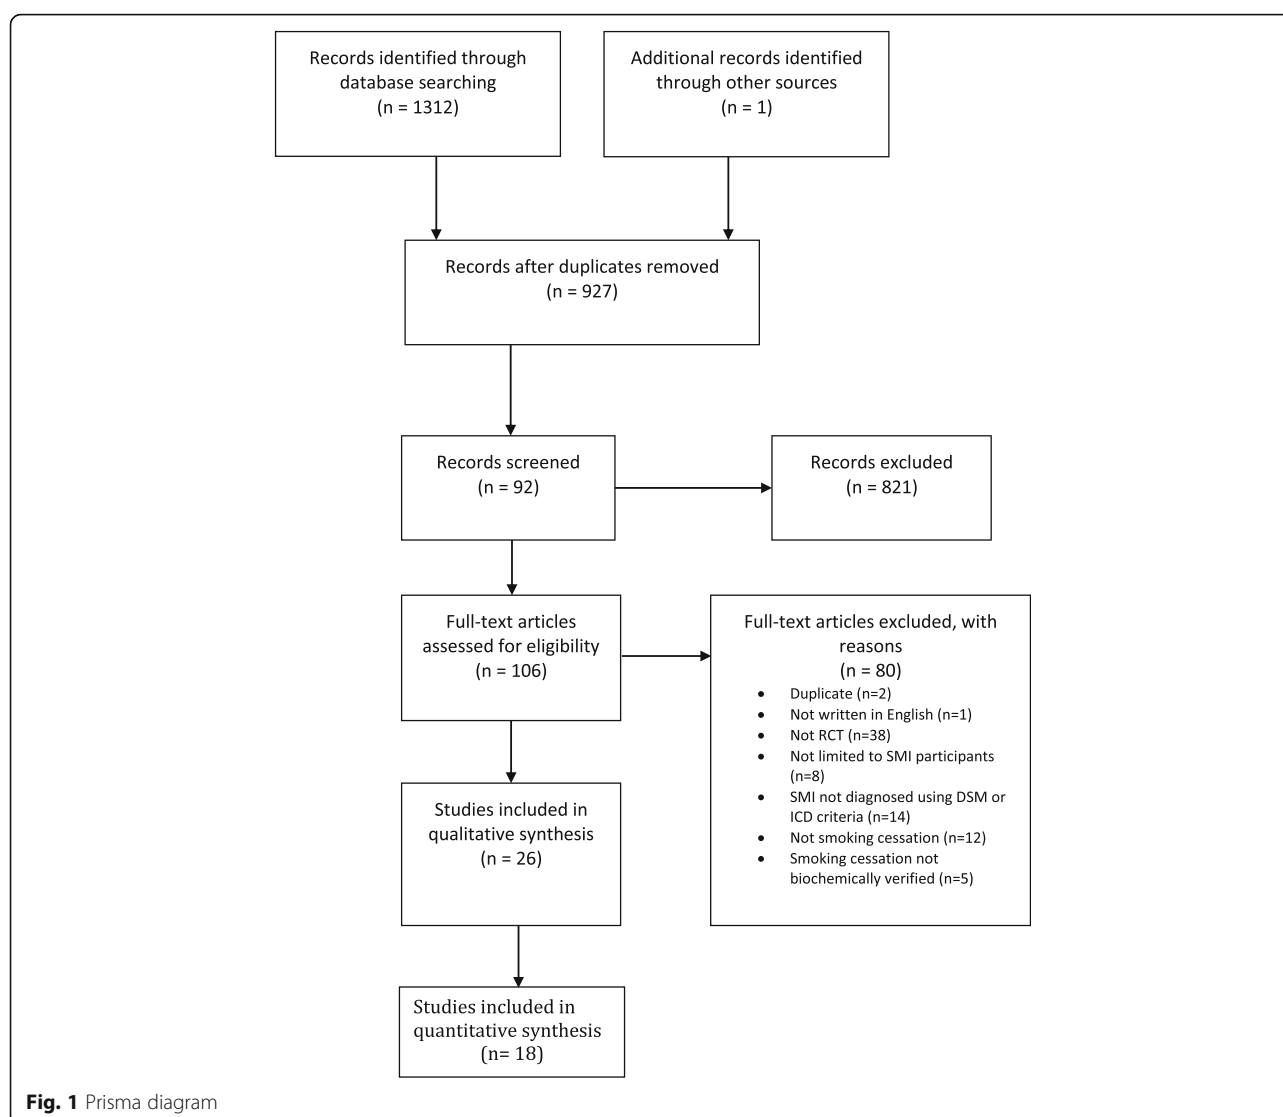 Records identified through
database searching
(n = 1312)
Additional records identified
through other sources
(n = 1)
Records after duplicates removed
(n = 927)
Records screened
(n = 92)
Records excluded
(n = 821)
Full-text articles
assessed for eligibility
(n = 106)
Full-text articles excluded, with
reasons
(n = 80)
• Duplicate (n=2)
• Not written in English (n=1)
• Not RCT (n=38)
• Not limited to SMI participants
(n=8)
• SMI not diagnosed using DSM or
ICD criteria (n=14)
• Not smoking cessation (n=12)
• Smoking cessation not
biochemically verified (n=5)
Studies included in
qualitative synthesis
(n = 26)
Studies included in
quantitative synthesis
(n= 18)
Fig. 1 Prisma diagram